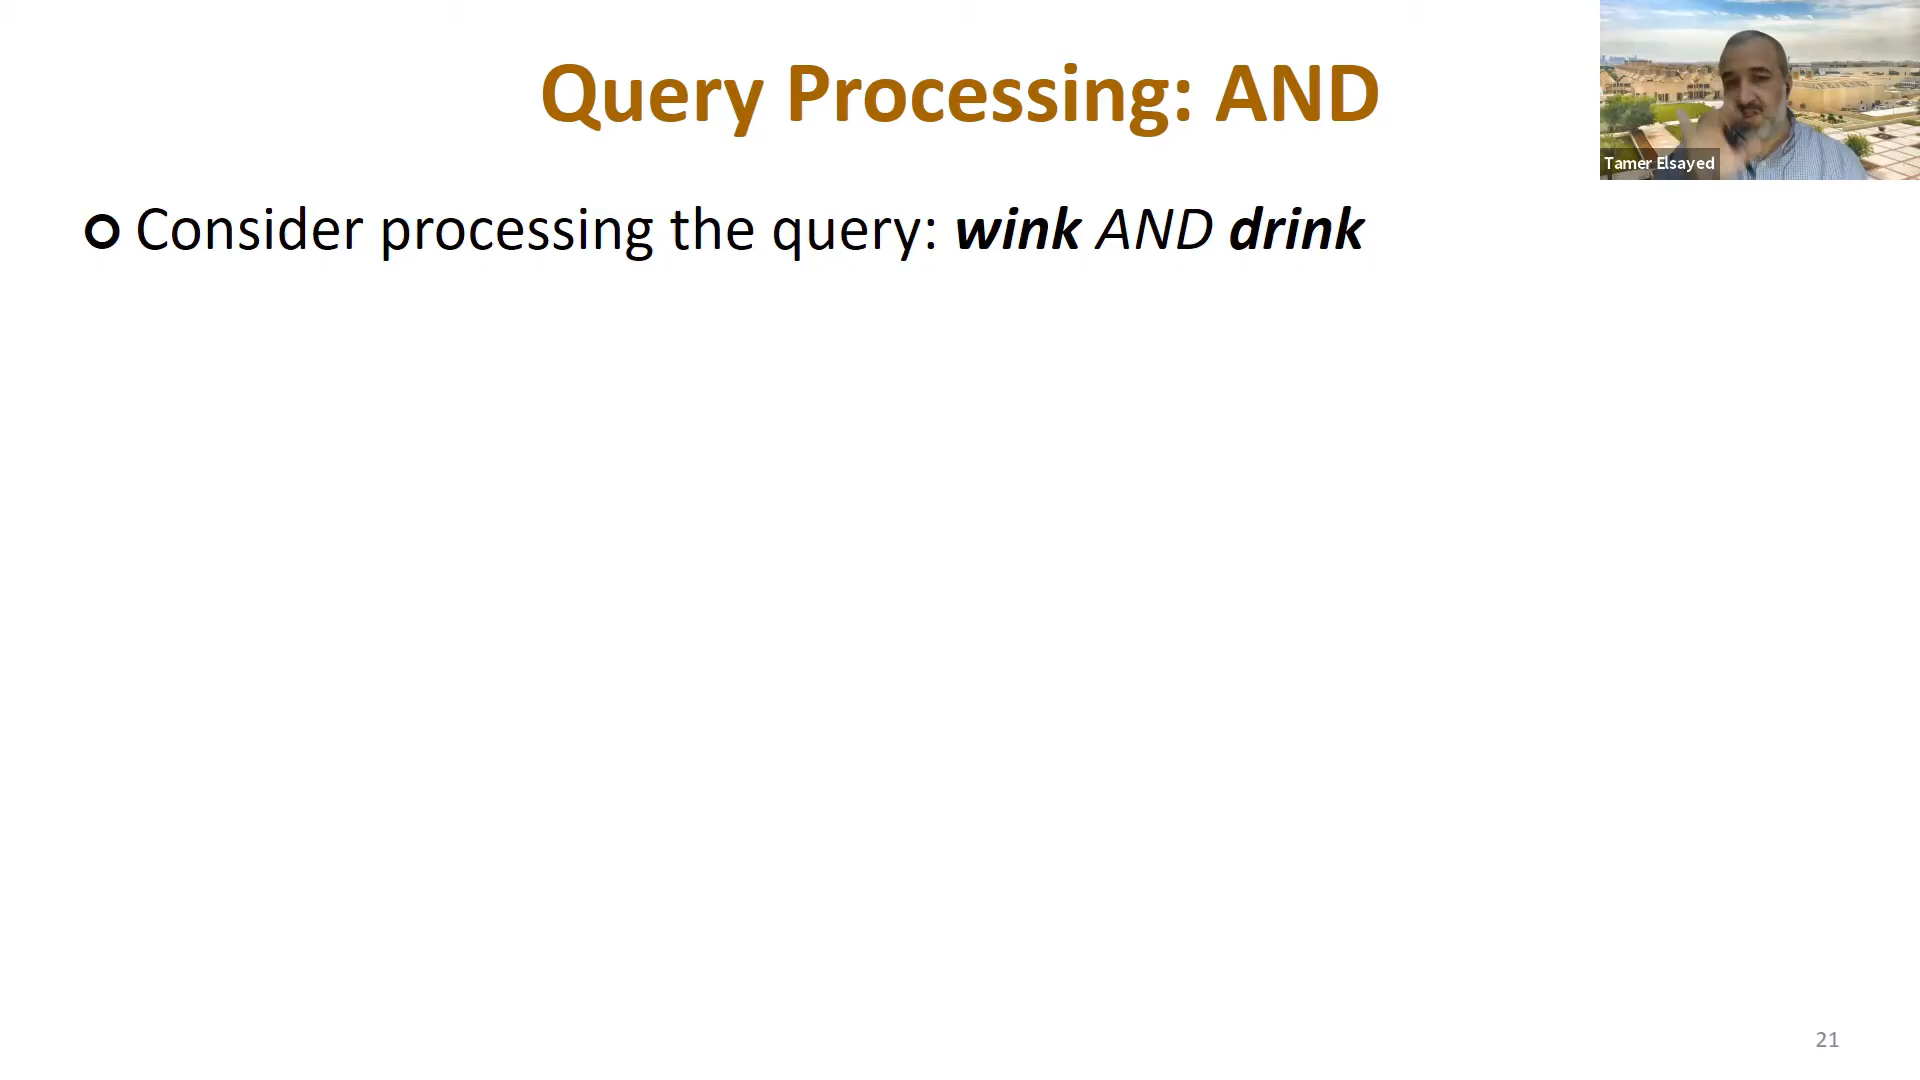 Query Processing: AND
Tamer Elsayed
Consider processing the query: wink AND drink
21